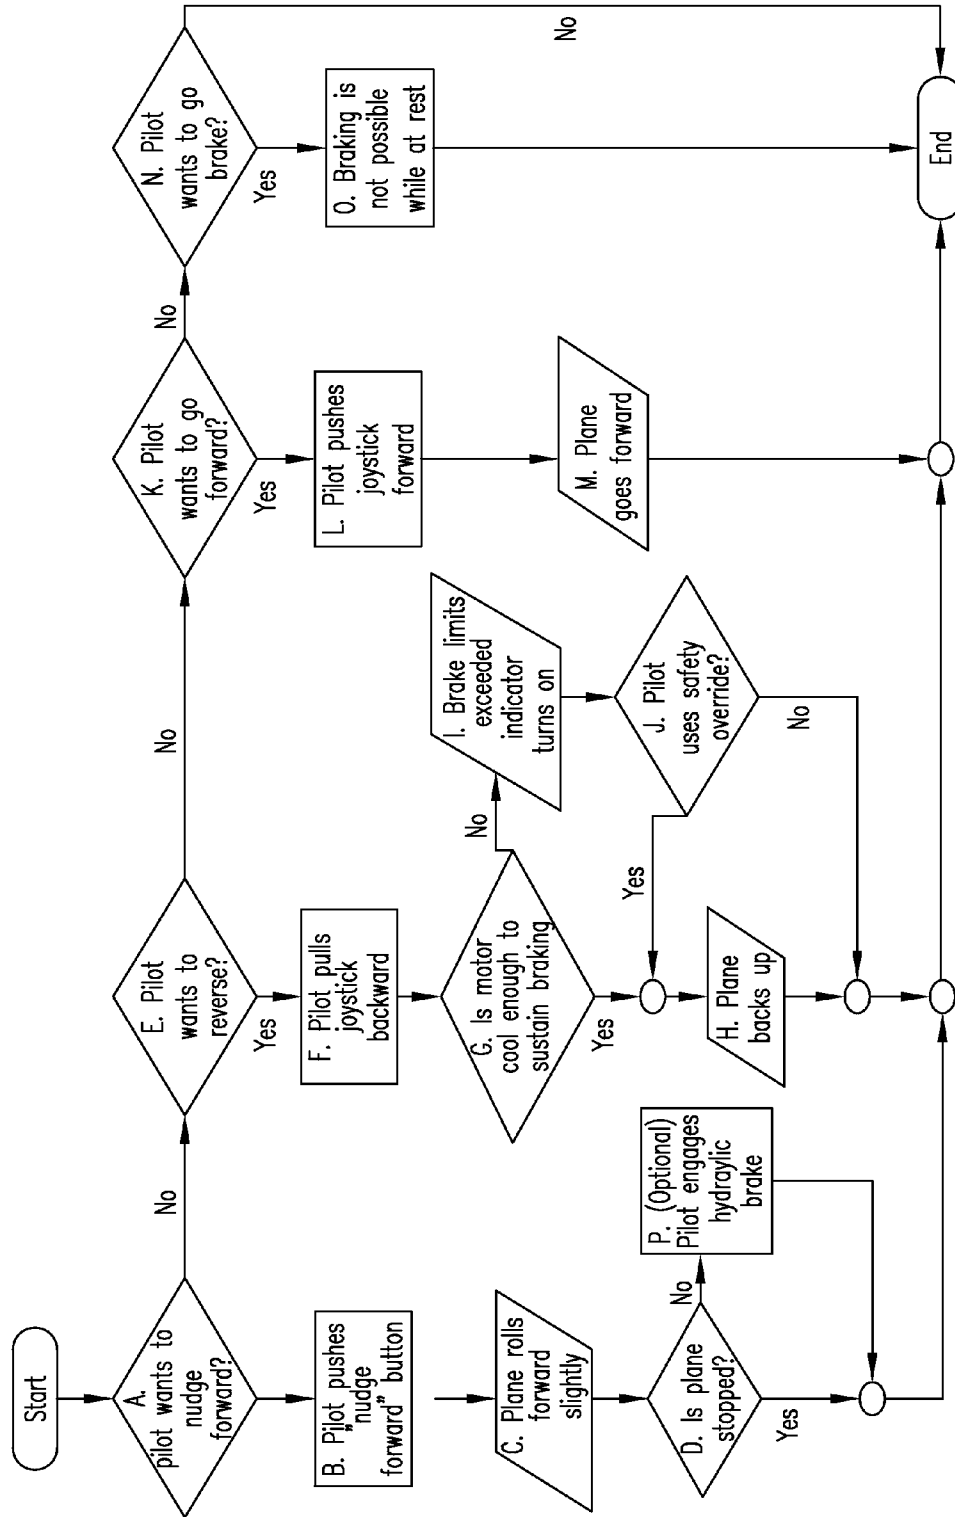 Start
A.
pilot wants to
nudge
forward?
No
B. Pilot pushes
"nudge
forward" button
C. Plane rolls
forward
slightly
D. Is plane
stopped?
No
Yes
P. (Optional)
Pilot engages
hydraylic
brake
E. Pilot
wants to
reverse?
No
Yes
F. Pilot pulls
joystick
backward
G. Is motor
cool enough to
sustain braking
No
Yes
H. Plane
backs up
I. Brake limits
exceeded
indicator
turns on
J. Pilot
uses safety
override?
Yes
No
K. Pilot
wants to go
forward?
No
Yes
L. Pilot pushes
joystick
forward
M. Plane
goes forward
N. Pilot
wants to go
brake?
No
Yes
O. Braking is
not possible
while at rest
End